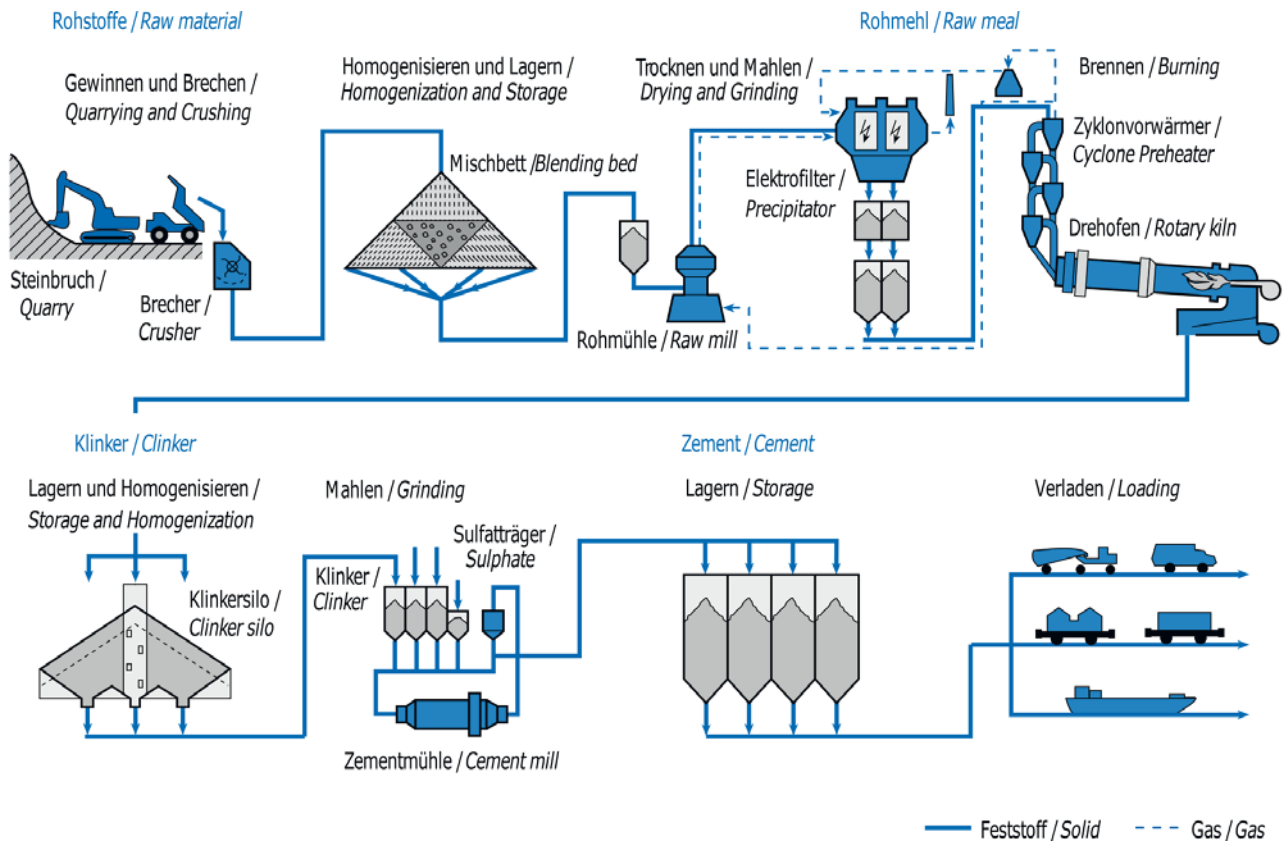 Rohstoffe / Raw material
Rohmehl / Raw meal
Gewinnen und Brechen /
Quarrying and Crushing
Homogenisieren und Lagern /
Homogenization and Storage
Trocknen und Mahlen /
Drying and Grinding
Brennen / Burning
Zyklonvorwärmer /
Cyclone Preheater
Mischbett / Blending bed
Elektrofilter /
Precipitator
Drehofen / Rotary kiln
Steinbruch /
Quarry
Brecher /
Crusher
Rohmühle / Raw mill
Klinker / Clinker
Zement / Cement
Lagern und Homogenisieren /
Storage and Homogenization
Mahlen / Grinding
Lagern / Storage
Verladen / Loading
Sulfatträger /
Sulphate
Klinker /
Clinker
Klinkersilo /
Clinker silo
Zementmühle / Cement mill
Feststoff / Solid
Gas / Gas